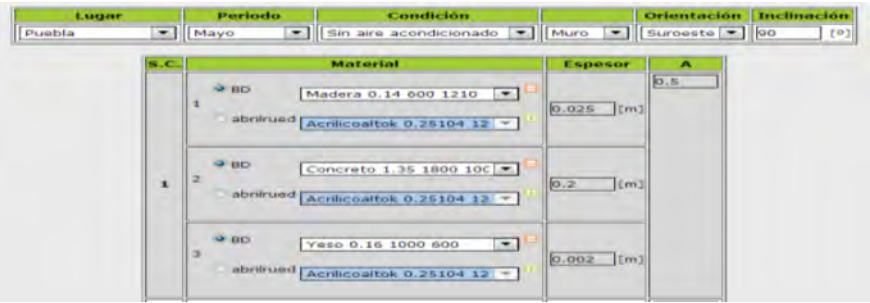 Lugar Periodo Condición Orientación Inclinación
Puebla Mayo Sin aire acondicionado Muro Suroeste 90 [º]
S.C. Material Espesor A
1
1 BD Madera 0.14 600 1210 0.025 [m] 0.5
abrilrued Acrilicoaltok 0.25104 12
2 BD Concreto 1.35 1800 100 0.2 [m]
abrilrued Acrilicoaltok 0.25104 12
3 BD Yeso 0.16 1000 600 0.002 [m]
abrilrued Acrilicoaltok 0.25104 12